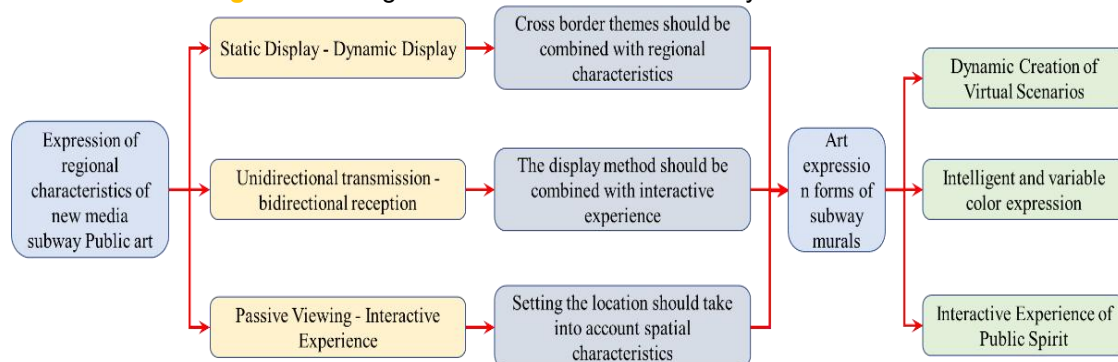 Expression of
regional
characteristics of
new media
subway Public art
Static Display - Dynamic Display
Unidirectional transmission -
bidirectional reception
Passive Viewing - Interactive
Experience
Cross border themes should be
combined with regional
characteristics
The display method should be
combined with interactive
experience
Setting the location should take
into account spatial
characteristics
Art
expressio
n forms of
subway
murals
Dynamic Creation of
Virtual Scenarios
Intelligent and variable
color expression
Interactive Experience of
Public Spirit